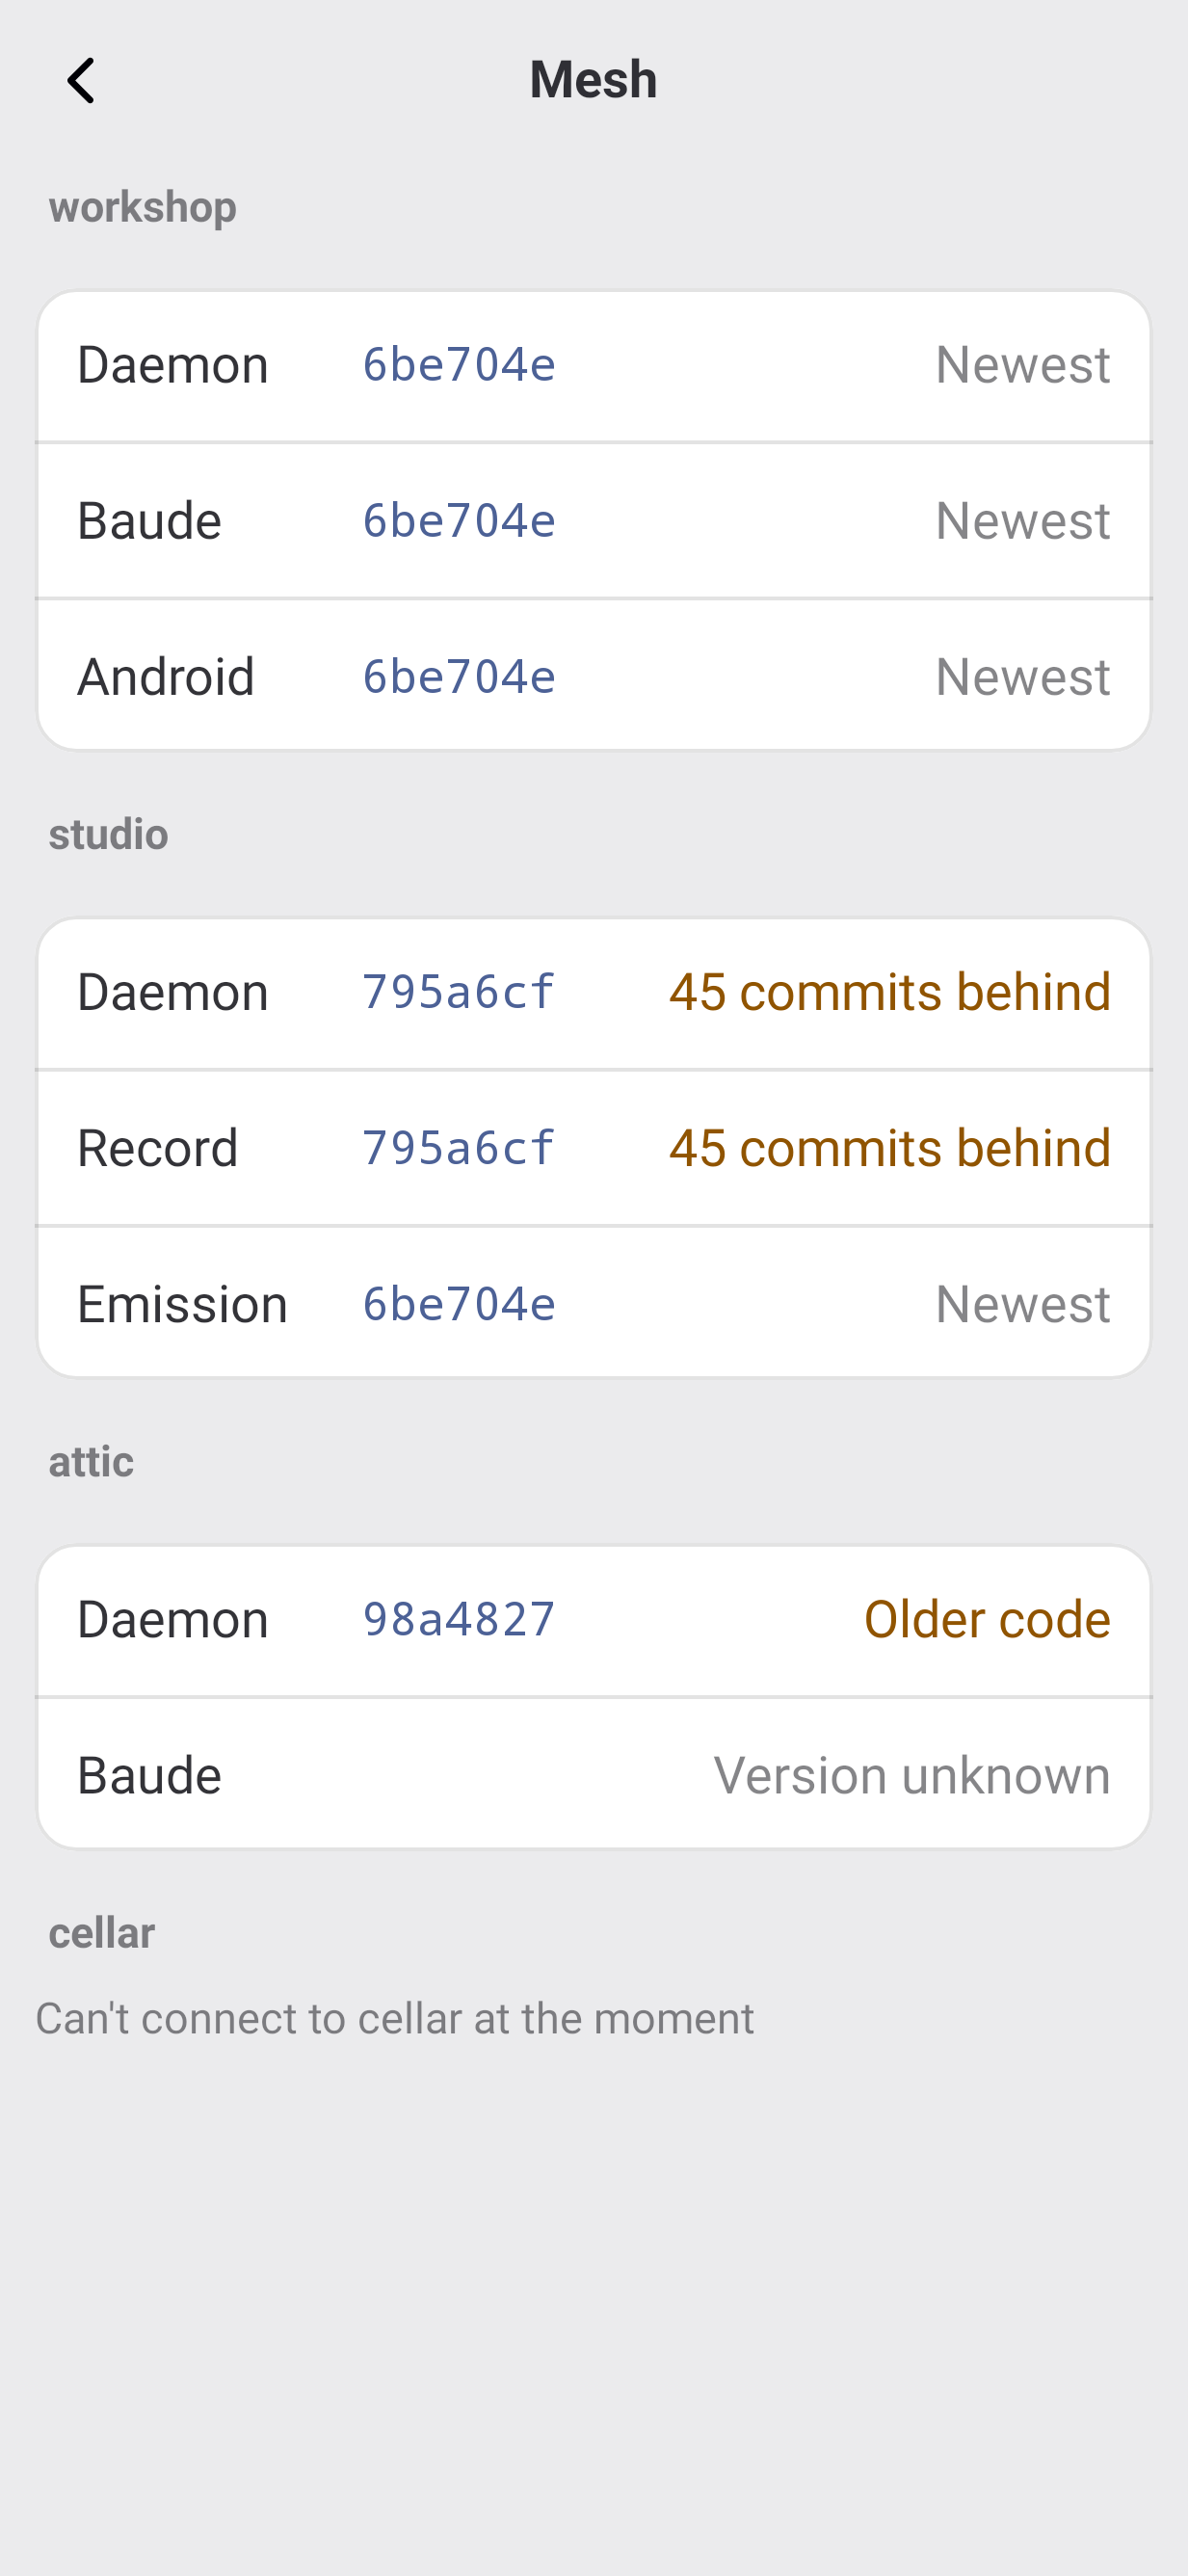 Mesh
workshop
Daemon 6be704e Newest
Baude 6be704e Newest
Android 6be704e Newest
studio
Daemon 795a6cf 45 commits behind
Record 795a6cf 45 commits behind
Emission 6be704e Newest
attic
Daemon 98a4827 Older code
Baude Version unknown
cellar
Can't connect to cellar at the moment